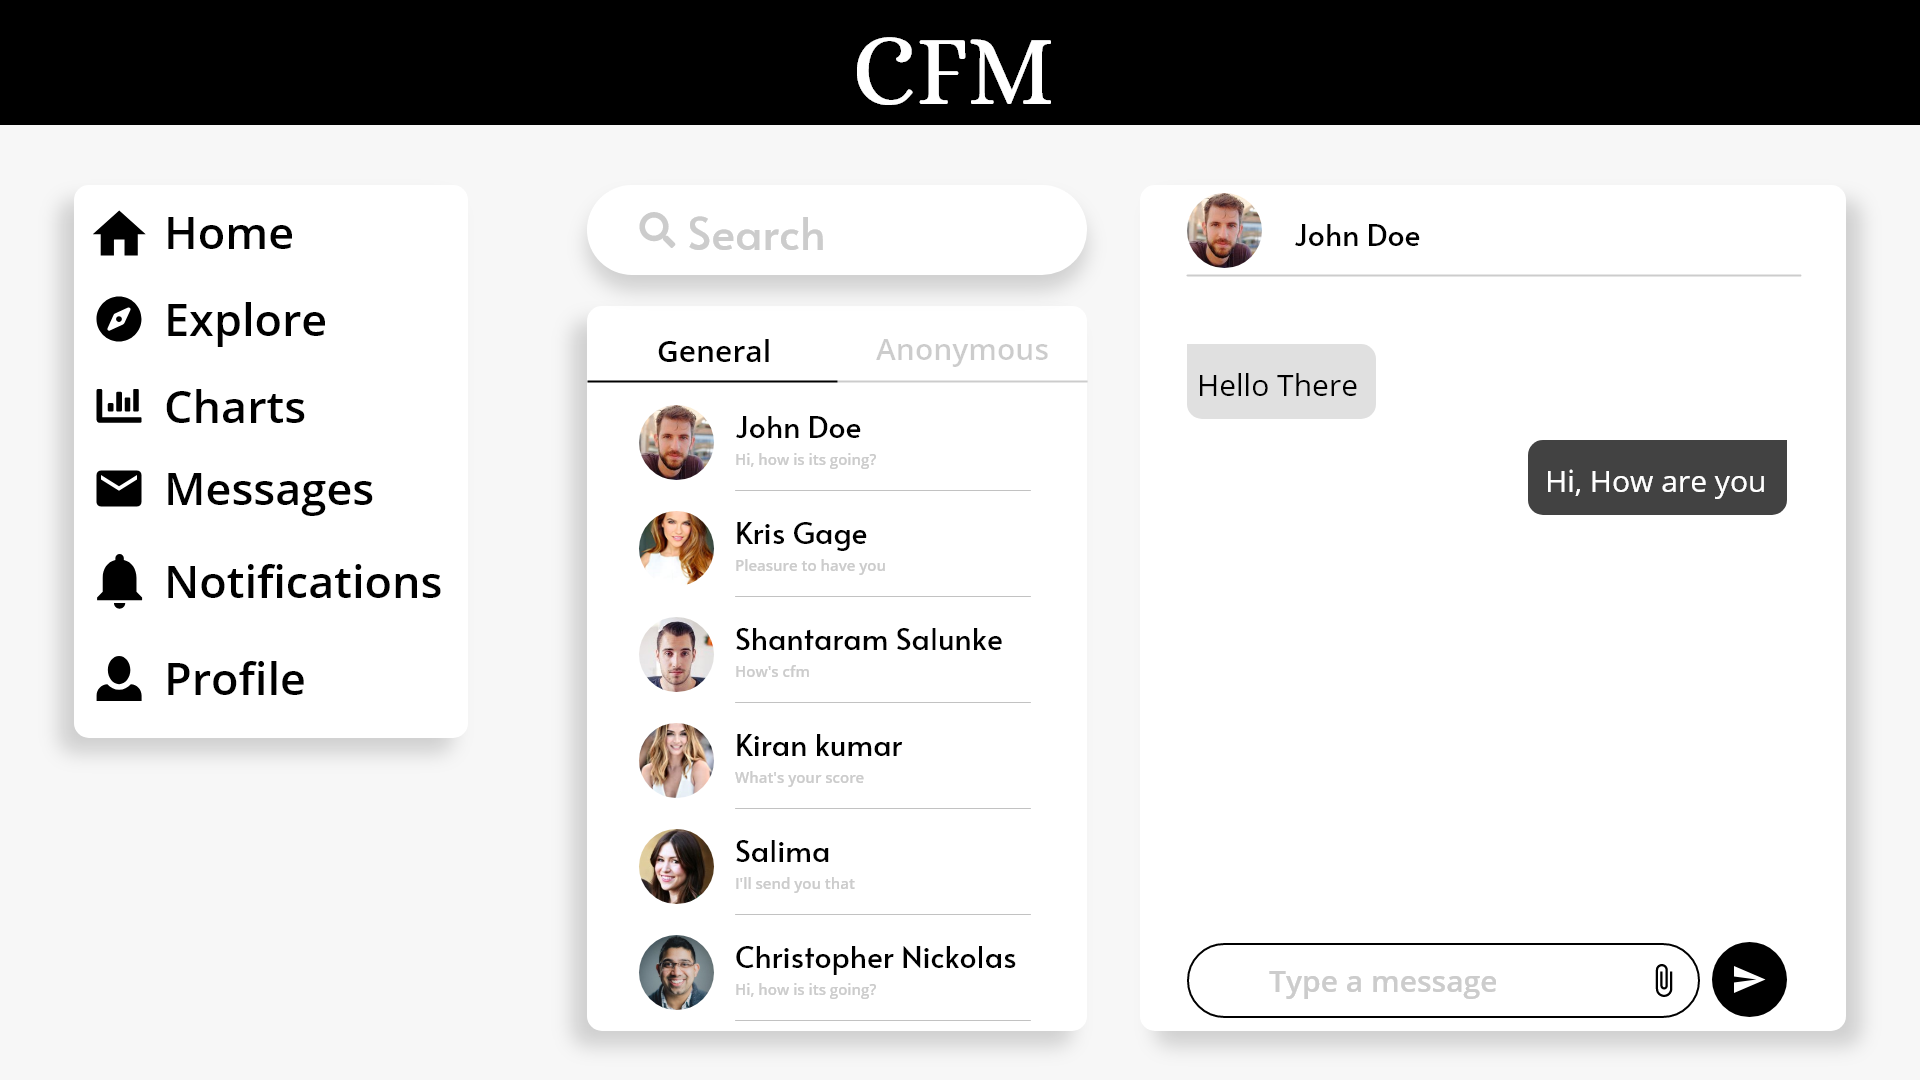 CFM
Home
Explore
Charts
Messages
Notifications
Profile
Search
General
Anonymous
John Doe
Hi, how is its going?
Kris Gage
Pleasure to have you
Shantaram Salunke
How's cfm
Kiran kumar
What's your score
Salima
I'll send you that
Christopher Nickolas
Hi, how is its going?
John Doe
Hello There
Hi, How are you
Type a message